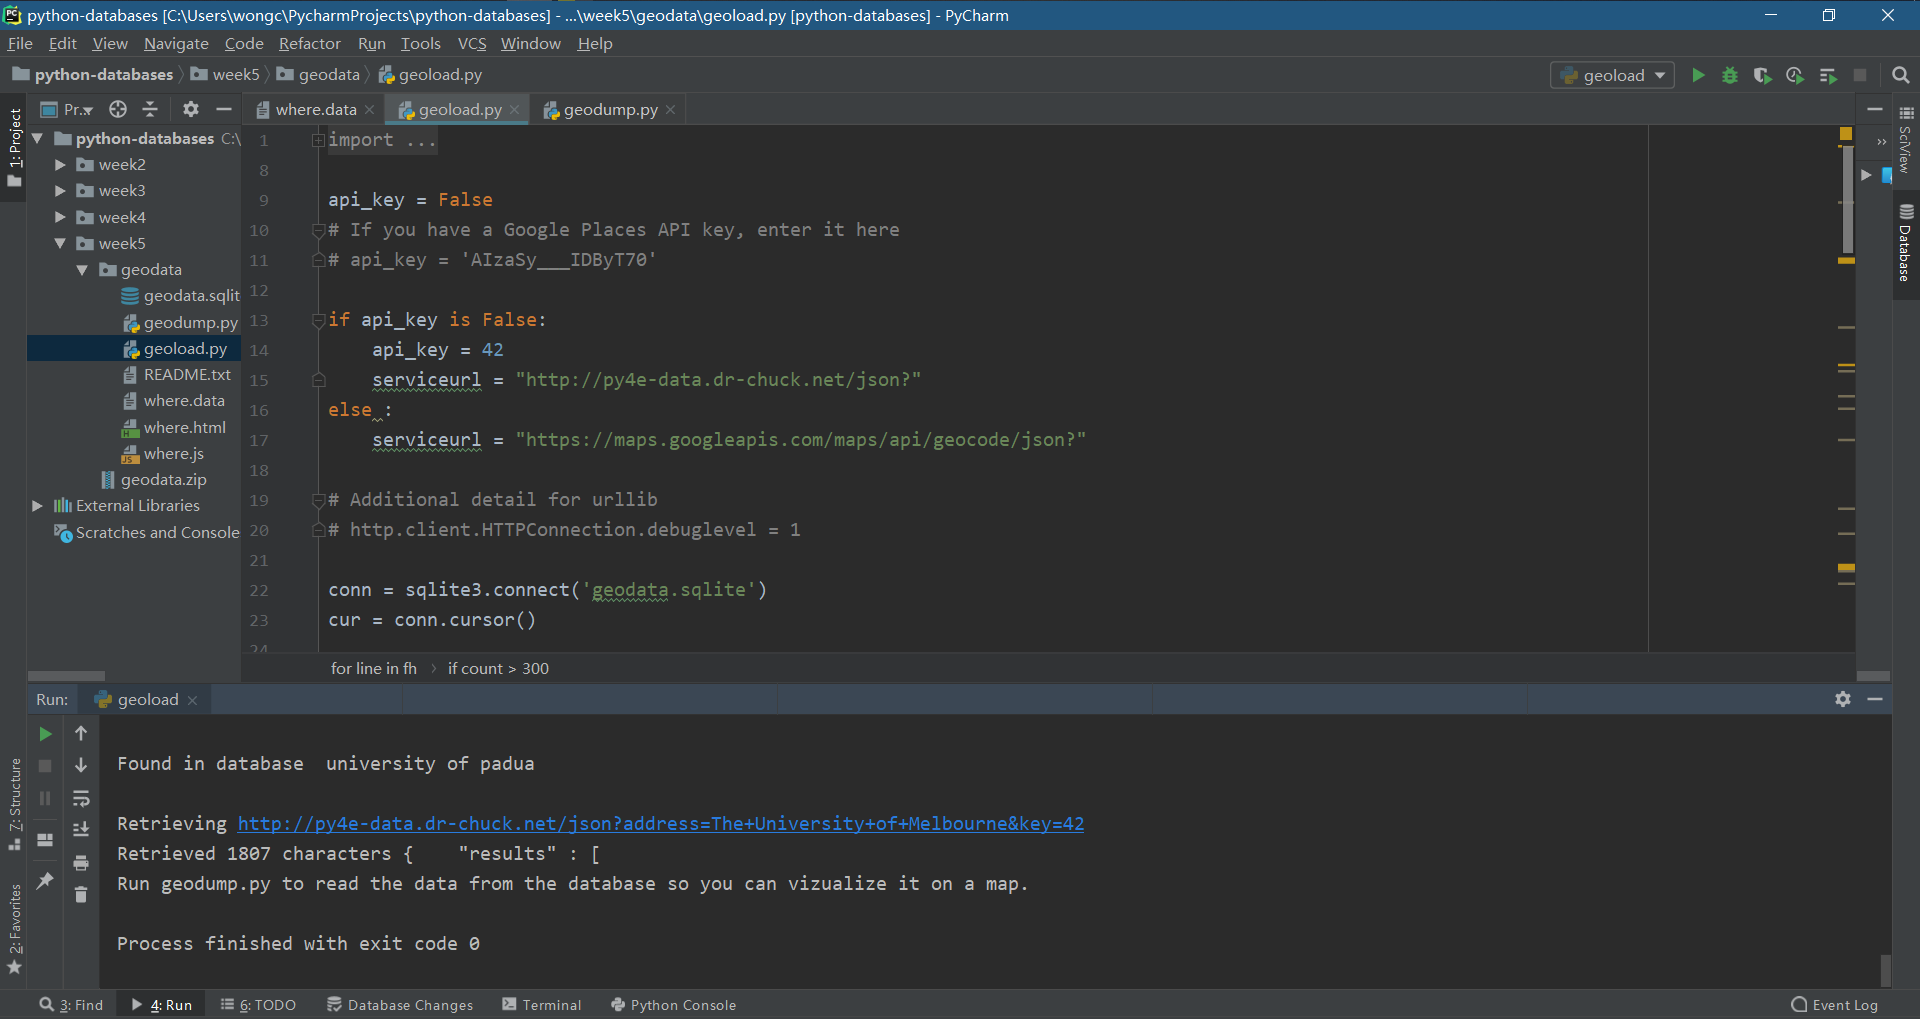 python-databases [C:\Users\wongc\PycharmProjects\python-databases] - ...\week5\geodata\geoload.py [python-databases] - PyCharm
File Edit View Navigate Code Refactor Run Tools VCS Window Help
python-databases week5 geodata geoload.py geoload
1: Project
Pr...
where.data geoload.py geodump.py
python-databases C:\
week2
week3
week4
week5
geodata
geodata.sqlit
geodump.py
geoload.py
README.txt
where.data
where.html
where.js
geodata.zip
External Libraries
Scratches and Console
1 import ...
8
9 api_key = False
10 # If you have a Google Places API key, enter it here
11 # api_key = 'AIzaSy___IDByT70'
12
13 if api_key is False:
14 api_key = 42
15 serviceurl = "http://py4e-data.dr-chuck.net/json?"
16 else :
17 serviceurl = "https://maps.googleapis.com/maps/api/geocode/json?"
18
19 # Additional detail for urllib
20 # http.client.HTTPConnection.debuglevel = 1
21
22 conn = sqlite3.connect('geodata.sqlite')
23 cur = conn.cursor()
24
for line in fh › if count > 300
SciView
Database
Run: geoload
Found in database  university of padua
Retrieving http://py4e-data.dr-chuck.net/json?address=The+University+of+Melbourne&key=42
Retrieved 1807 characters {    "results" : [
Run geodump.py to read the data from the database so you can vizualize it on a map.
Process finished with exit code 0
7: Structure
2: Favorites
3: Find 4: Run 6: TODO Database Changes Terminal Python Console Event Log